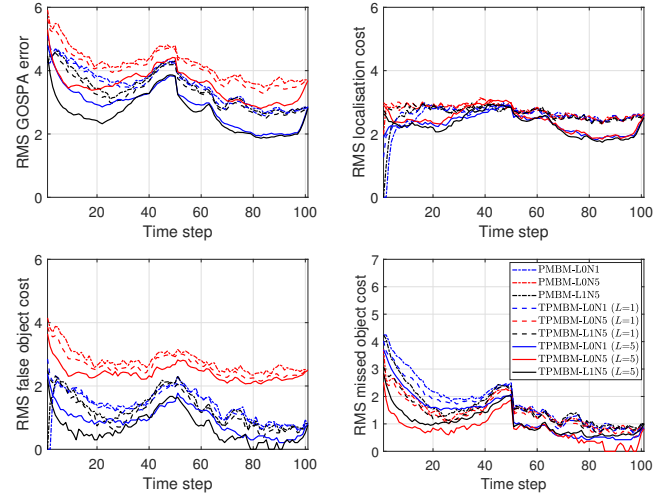 6
4
2
0
20
40
60
80
100
Time step
RMS GOSPA error
6
4
2
0
20
40
60
80
100
Time step
RMS localisation cost
6
4
2
0
20
40
60
80
100
Time step
RMS false object cost
7
6
5
4
3
2
1
0
20
40
60
80
100
Time step
RMS missed object cost
PMBM-L0N1
PMBM-L0N5
PMBM-L1N5
TPMBM-L0N1 (L=1)
TPMBM-L0N5 (L=1)
TPMBM-L1N5 (L=1)
TPMBM-L0N1 (L=5)
TPMBM-L0N5 (L=5)
TPMBM-L1N5 (L=5)